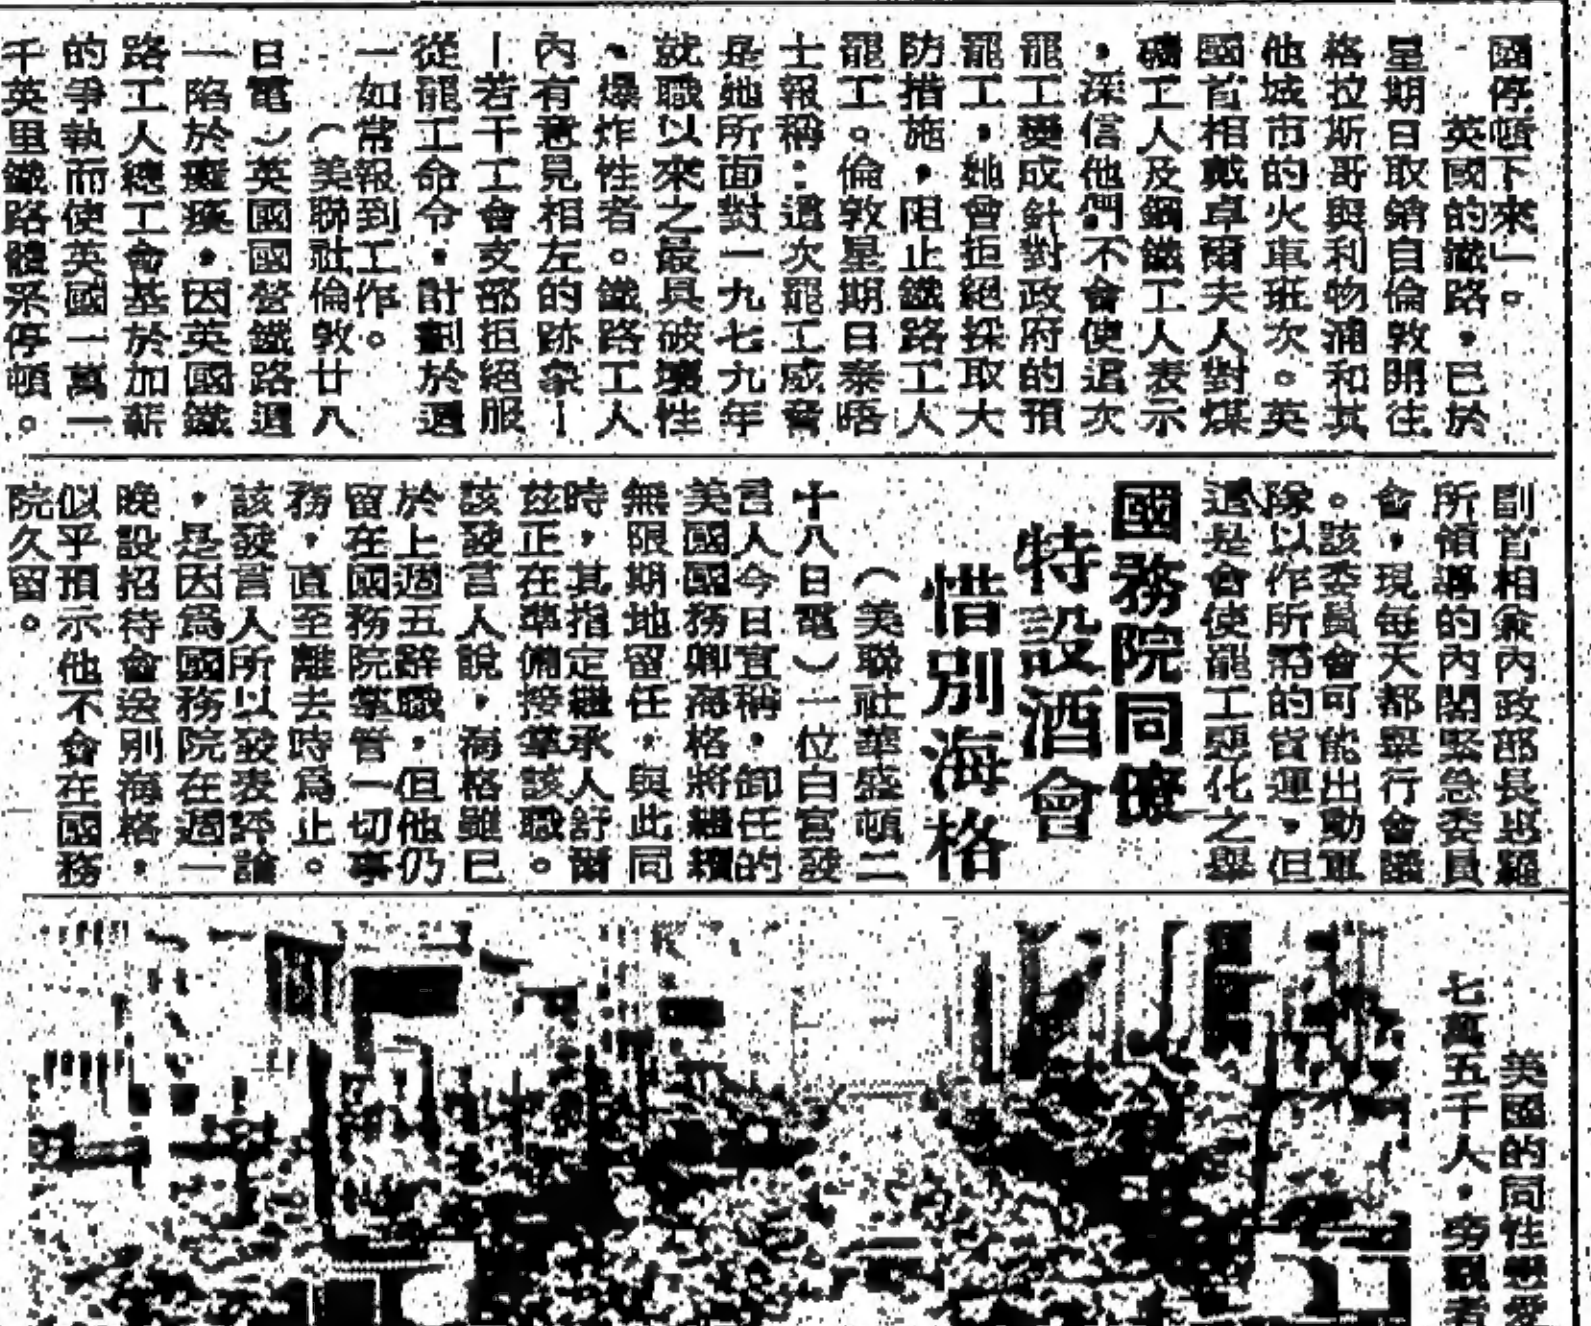 國停頓下來」。
英國的鐵路，已於
星期日取銷自倫敦開往
格拉斯哥與利物浦和其
他城市的火車班次。英
國首相戴卓爾夫人對煤
礦工人及鋼鐵工人表示
，深信他們不會使這次
罷工變成針對政府的預
罷工，她會拒絕採取大
防措施，阻止鐵路工人
罷工。倫敦星期日泰晤
士報稱：這次罷工威脅
是她所面對一九七九年
就職以來之最具破壞性
、爆炸性者。鐵路工人
內有意見相左的跡象－
－若干工會支部拒絕服
從罷工命令，計劃於週
一如常報到工作。
（美聯社倫敦廿八
日電）英國國營鐵路週
一陷於癱瘓，因英國鐵
路工人總工會基於加薪
的爭執而使英國一萬一
千英里鐵路體系停頓。
副首相兼內政部長
所領導的內閣緊急委員
會，現每天都舉行會議
。該委員會可能出動軍
隊以作所需的貨運，但
這是會使罷工惡化之舉
國務院同僚
特設酒會
惜別海格
（美聯社華盛頓二
十八日電）一位白宮發
言人今日宣稱，卸任的
美國國務卿海格將繼續
無限期地留任，與此同
時，其指定繼承人舒爾
茲正在準備接掌該職。
該發言人說，海格雖已
於上週五辭職，但他仍
留在國務院掌管一切事
務，直至離去時為止。
該發言人所以發表評論
，是因為國務院在週一
晚設招待會送別海格，
似乎預示他不會在國務
院久留。
美國的同性戀愛
七萬五千人，旁觀者